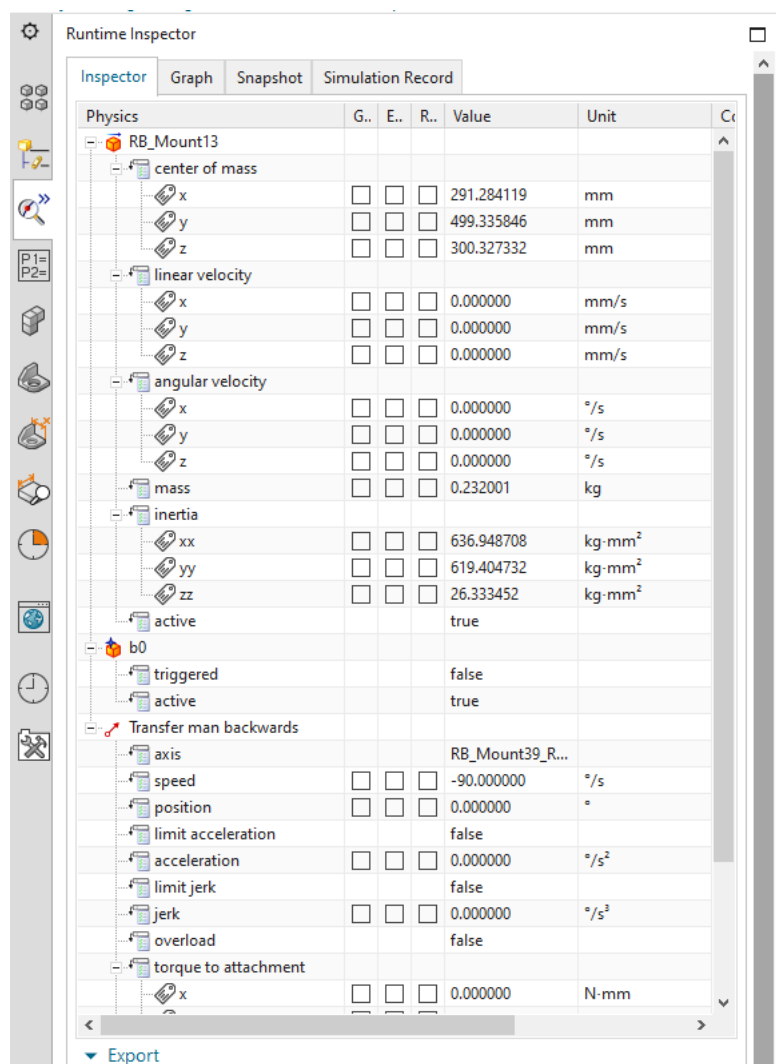 Runtime Inspector
Inspector Graph Snapshot Simulation Record
Physics G.. E.. R.. Value Unit
RB_Mount13
center of mass
x 291.284119 mm
y 499.335846 mm
z 300.327332 mm
linear velocity
x 0.000000 mm/s
y 0.000000 mm/s
z 0.000000 mm/s
angular velocity
x 0.000000 °/s
y 0.000000 °/s
z 0.000000 °/s
mass 0.232001 kg
inertia
xx 636.948708 kg·mm²
yy 619.404732 kg·mm²
zz 26.333452 kg·mm²
active true
b0
triggered false
active true
Transfer man backwards
axis RB_Mount39_R...
speed -90.000000 °/s
position 0.000000 °
limit acceleration false
acceleration 0.000000 °/s²
limit jerk false
jerk 0.000000 °/s³
overload false
torque to attachment
x 0.000000 N·mm
Export
P1=
P2=